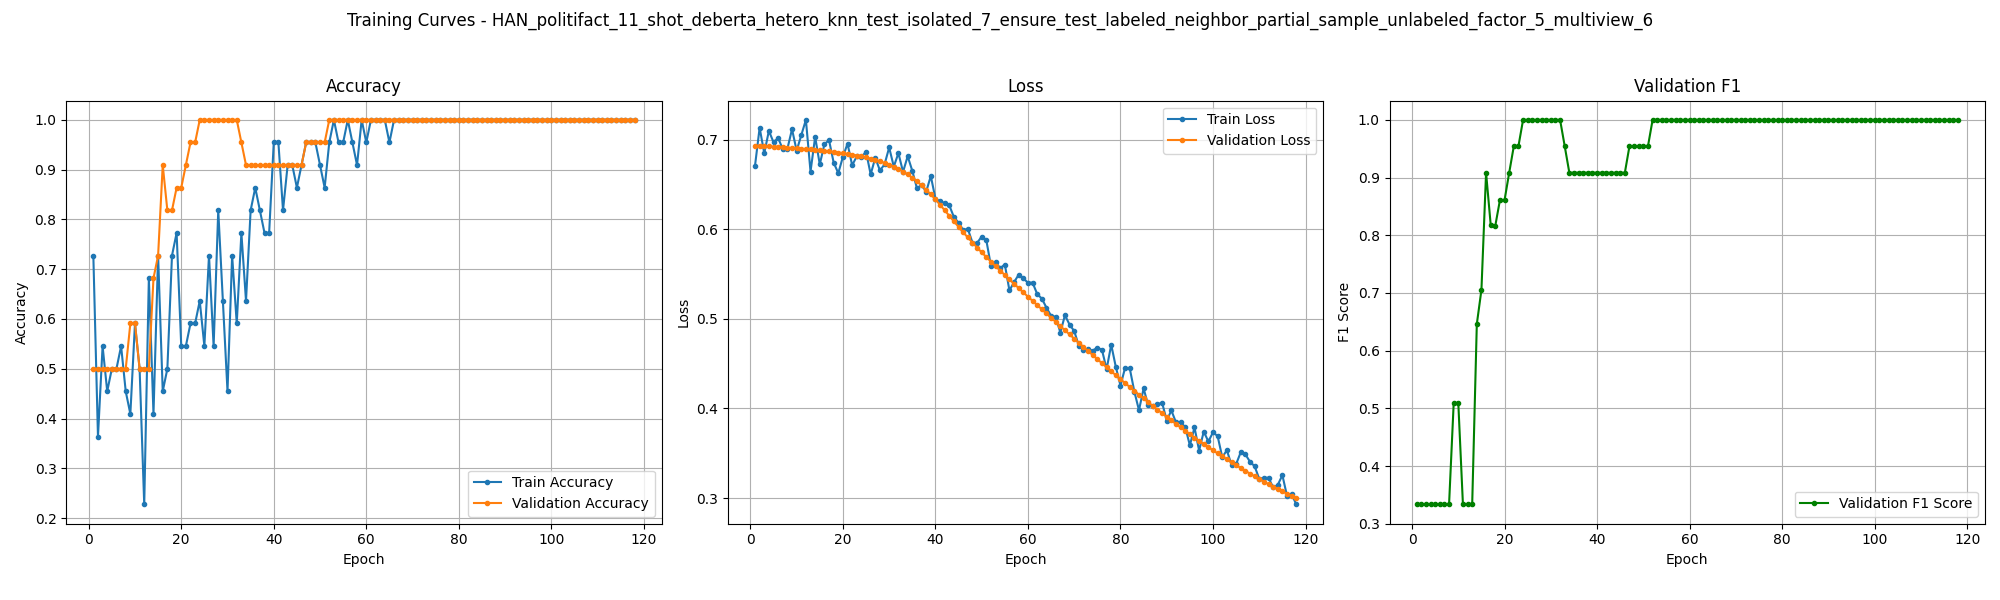 Training Curves - HAN_politifact_11_shot_deberta_hetero_knn_test_isolated_7_ensure_test_labeled_neighbor_partial_sample_unlabeled_factor_5_multiview_6
Accuracy
Accuracy
1.0
0.9
0.8
0.7
0.6
0.5
0.4
0.3
0.2
Train Accuracy
Validation Accuracy
0 20 40 60 80 100 120
Epoch
Loss
Loss
0.7
0.6
0.5
0.4
0.3
Train Loss
Validation Loss
0 20 40 60 80 100 120
Epoch
Validation F1
F1 Score
1.0
0.9
0.8
0.7
0.6
0.5
0.4
0.3
Validation F1 Score
0 20 40 60 80 100 120
Epoch